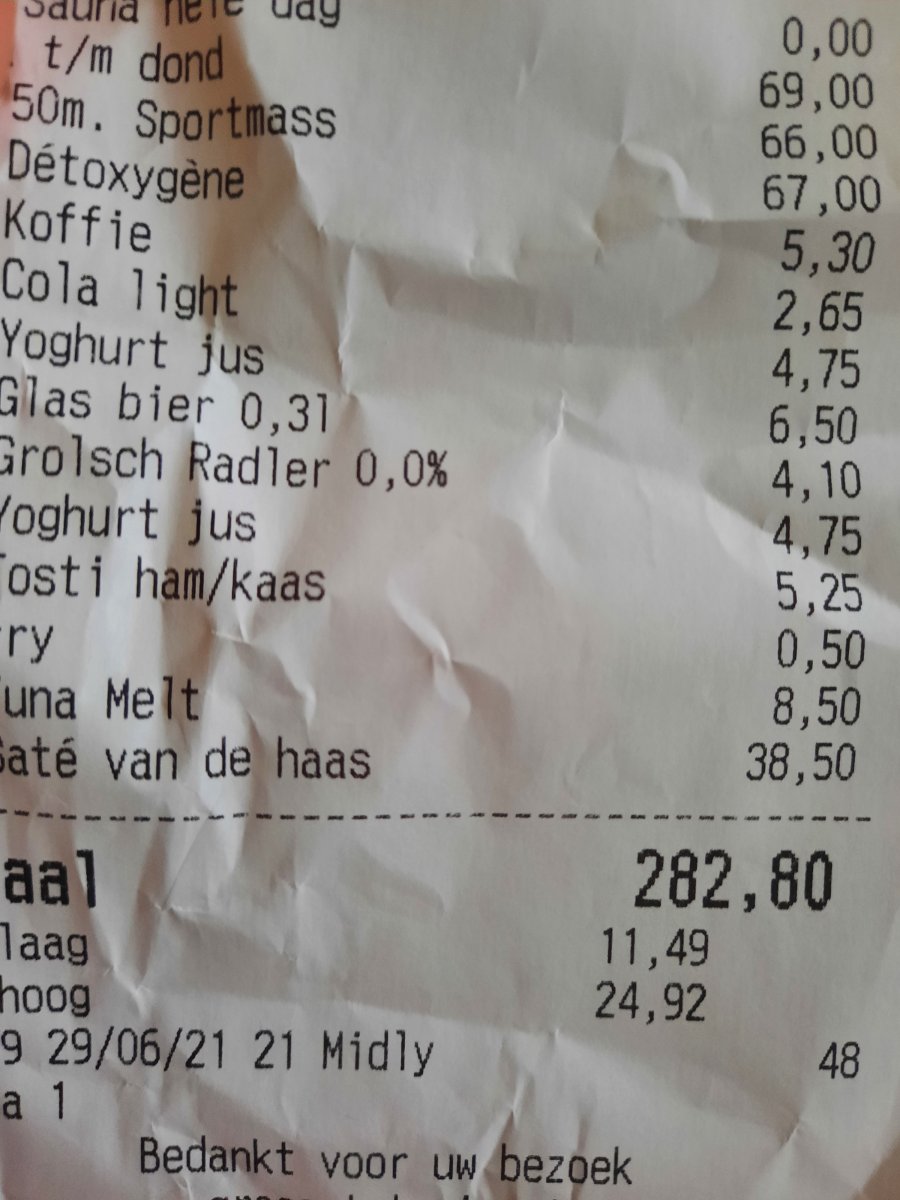 Sauna hele dag 0,00
t/m dond 69,00
50m. Sportmass 66,00
Détoxygène 67,00
Koffie 5,30
Cola light 2,65
Yoghurt jus 4,75
Glas bier 0,3l 6,50
Grolsch Radler 0,0% 4,10
Yoghurt jus 4,75
Tosti ham/kaas 5,25
ry 0,50
una Melt 8,50
Saté van de haas 38,50
aal 282,80
laag 11,49
hoog 24,92
9 29/06/21 21 Midly 48
a 1
Bedankt voor uw bezoek